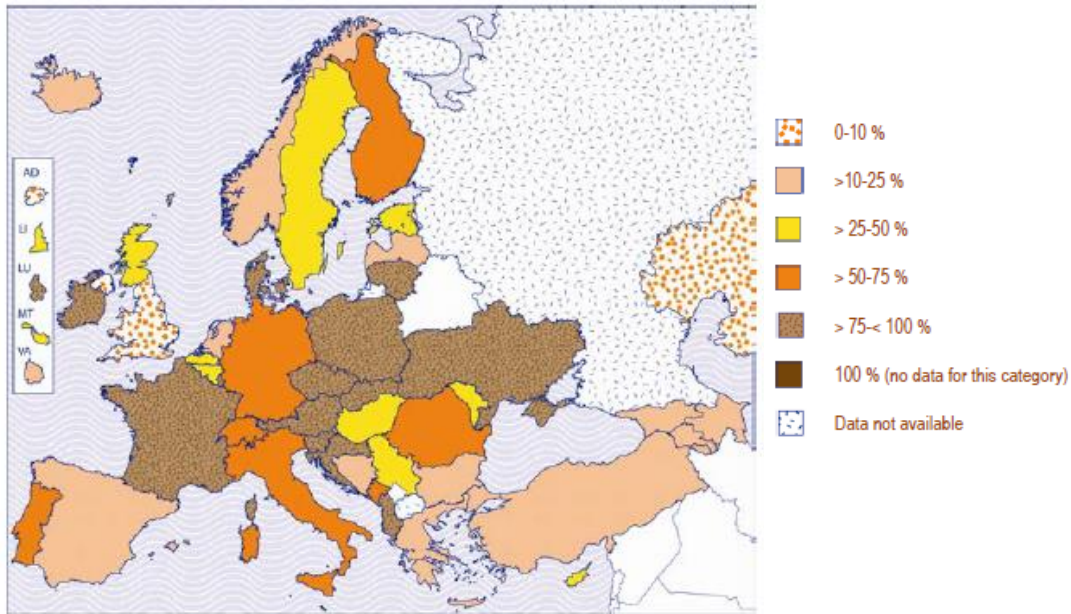 AD
LI
LU
MT
VA
0-10 %
>10-25 %
> 25-50 %
> 50-75 %
> 75-< 100 %
100 % (no data for this category)
Data not available